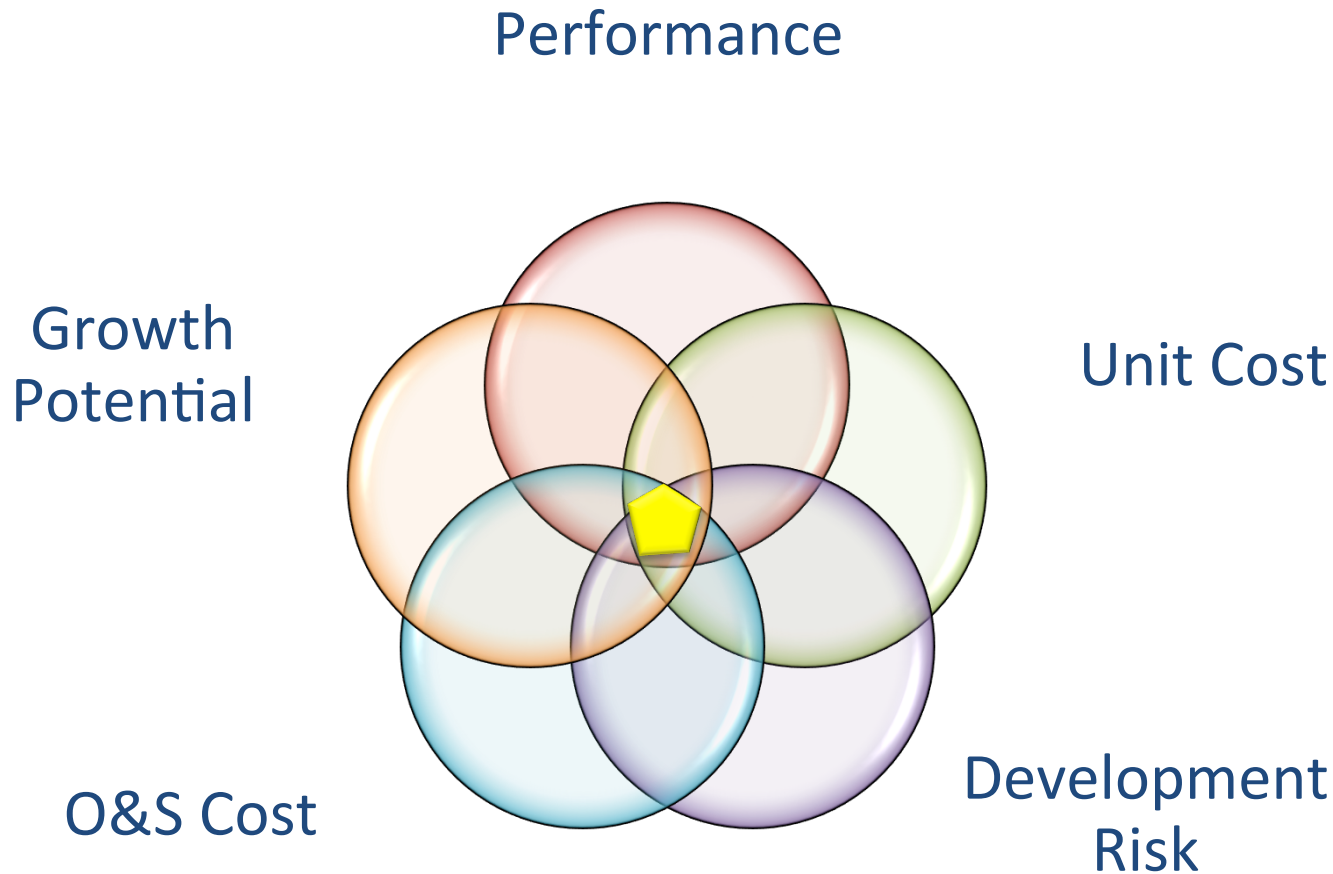 Performance
Growth
Potential
Unit Cost
O&S Cost
Development
Risk